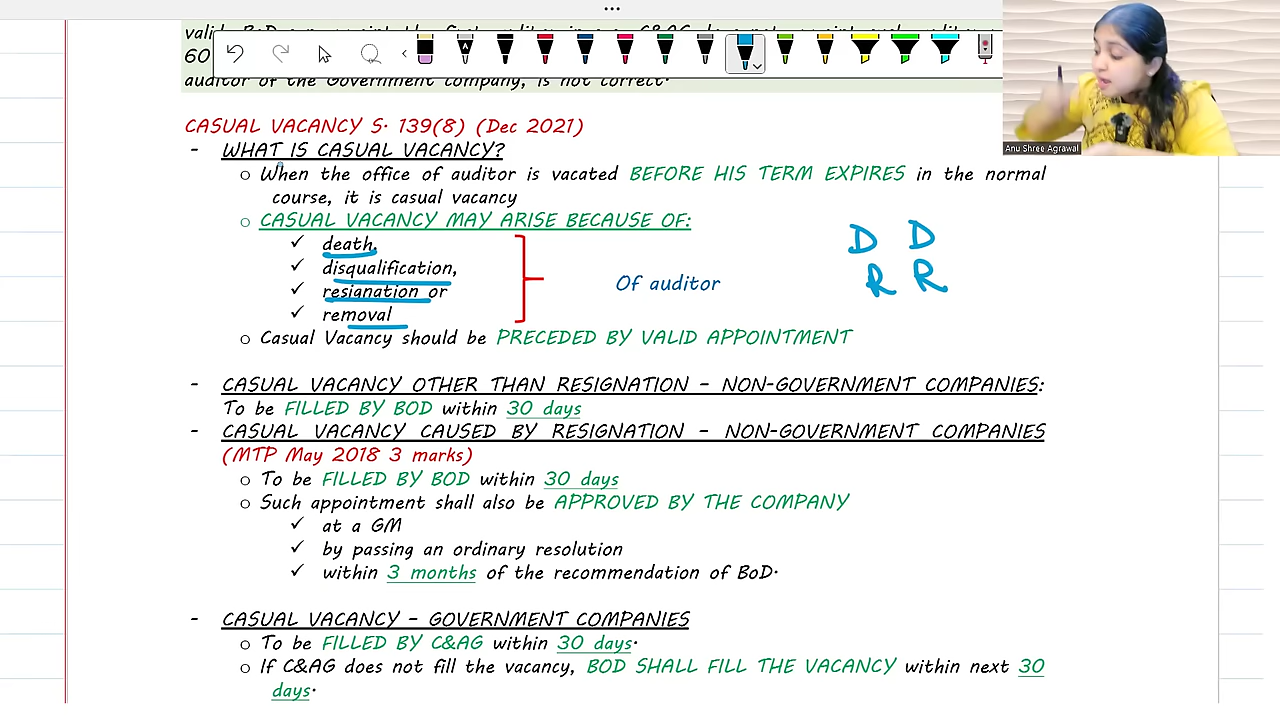 60
auditor of the Government company, is not correct.
Anu Shree Agrawal
CASUAL VACANCY S. 139(8) (Dec 2021)
- WHAT IS CASUAL VACANCY?
o When the office of auditor is vacated BEFORE HIS TERM EXPIRES in the normal
course, it is casual vacancy
o CASUAL VACANCY MAY ARISE BECAUSE OF:
✓ death,
✓ disqualification,
✓ resignation or
✓ removal
Of auditor
D D
R R
o Casual Vacancy should be PRECEDED BY VALID APPOINTMENT
- CASUAL VACANCY OTHER THAN RESIGNATION – NON-GOVERNMENT COMPANIES:
To be FILLED BY BOD within 30 days
- CASUAL VACANCY CAUSED BY RESIGNATION – NON-GOVERNMENT COMPANIES
(MTP May 2018 3 marks)
o To be FILLED BY BOD within 30 days
o Such appointment shall also be APPROVED BY THE COMPANY
✓ at a GM
✓ by passing an ordinary resolution
✓ within 3 months of the recommendation of BoD.
- CASUAL VACANCY – GOVERNMENT COMPANIES
o To be FILLED BY C&AG within 30 days.
o If C&AG does not fill the vacancy, BOD SHALL FILL THE VACANCY within next 30
days.